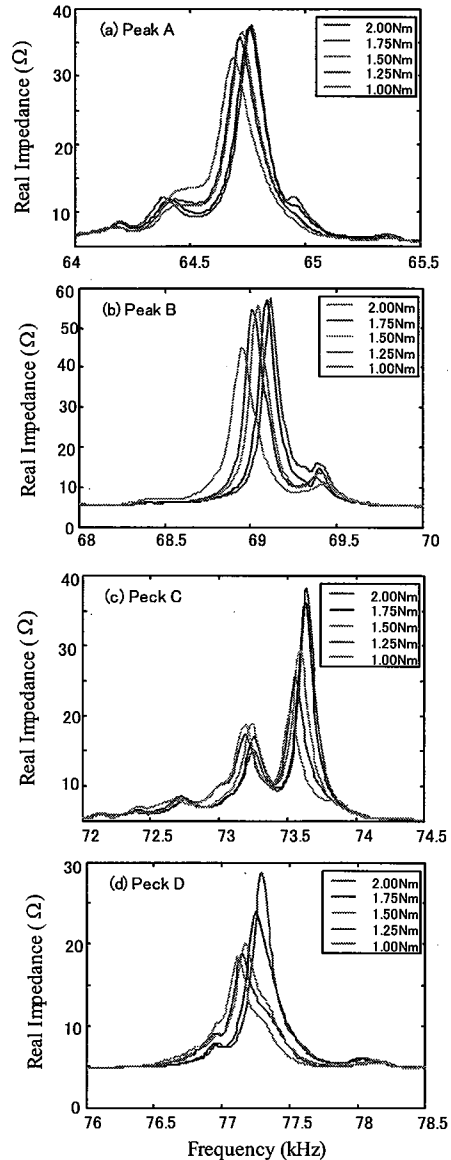 (a) Peak A
Real Impedance (Ω)
40
30
20
10
64
64.5
65
65.5
2.00Nm
1.75Nm
1.50Nm
1.25Nm
1.00Nm
(b) Peak B
Real Impedance (Ω)
60
50
40
30
20
10
0
68
68.5
69
69.5
70
2.00Nm
1.75Nm
1.50Nm
1.25Nm
1.00Nm
(c) Peck C
Real Impedance (Ω)
40
30
20
10
72
72.5
73
73.5
74
74.5
2.00Nm
1.75Nm
1.50Nm
1.25Nm
1.00Nm
(d) Peck D
Real Impedance (Ω)
30
20
10
0
76
76.5
77
77.5
78
78.5
2.00Nm
1.75Nm
1.50Nm
1.25Nm
1.00Nm
Frequency (kHz)